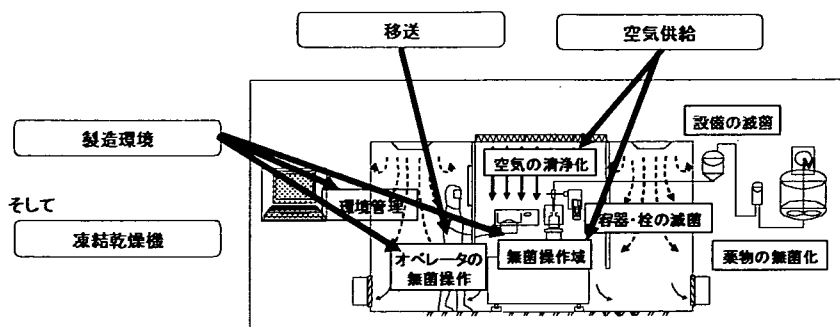 移送
空気供給
製造環境
そして
凍結乾燥機
設備の滅菌
空気の清浄化
環境管理
容器・栓の滅菌
オペレータの
無菌操作
無菌操作域
薬物の無菌化